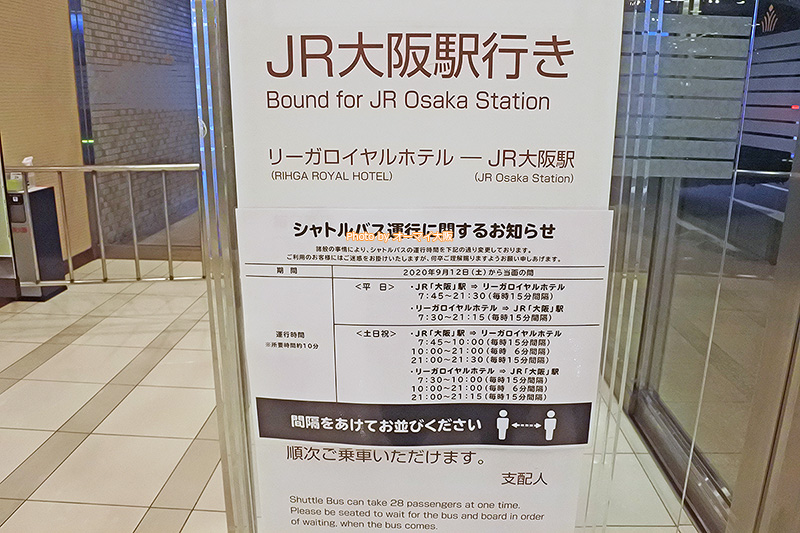 JR大阪駅行き
Bound for JR Osaka Station
リーガロイヤルホテル ― JR大阪駅
(RIHGA ROYAL HOTEL) (JR Osaka Station)
シャトルバス運行に関するお知らせ
諸般の事情により、シャトルバスの運行時間を下記の通り変更しております。
ご利用のお客様にはご迷惑をお掛けいたしますが、何卒ご理解賜りますようお願い申しあげます。
期間 2020年9月12日(土)から当面の間
<平 日> ・JR「大阪」駅 ⇒ リーガロイヤルホテル
7:45~21:30(毎時15分間隔)
・リーガロイヤルホテル ⇒ JR「大阪」駅
7:30~21:15(毎時15分間隔)
運行時間
※所要時間約10分
<土日祝> ・JR「大阪」駅 ⇒ リーガロイヤルホテル
7:45~10:00(毎時15分間隔)
10:00~21:00(毎時 6分間隔)
21:00~21:30(毎時15分間隔)
・リーガロイヤルホテル ⇒ JR「大阪」駅
7:30~10:00(毎時15分間隔)
10:00~21:00(毎時 6分間隔)
21:00~21:15(毎時15分間隔)
間隔をあけてお並びください
順次ご乗車いただけます。
支配人
Shuttle Bus can take 28 passengers at one time.
Please be seated to wait for the bus and board in order
of waiting, when the bus comes.